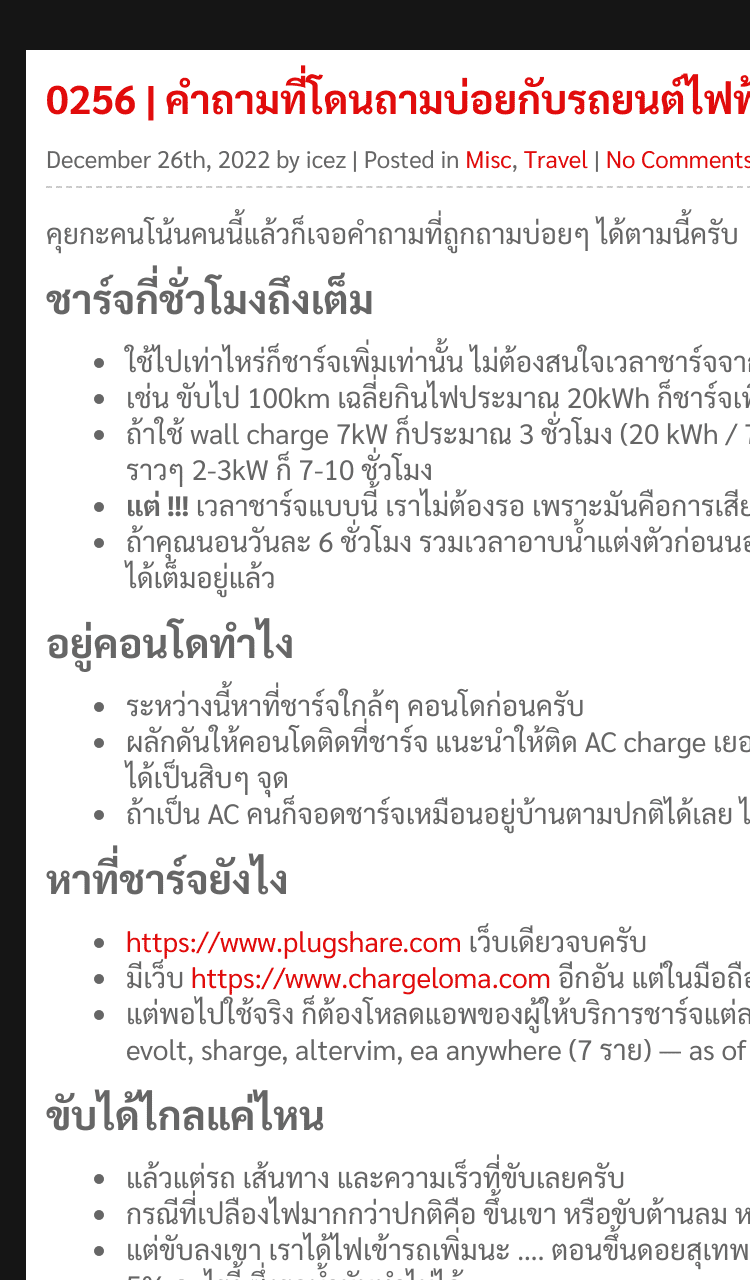 0256 | คำถามที่โดนถามบ่อยกับรถยนต์ไฟฟ้
December 26th, 2022 by icez | Posted in Misc, Travel | No Comments
คุยกะคนโน้นคนนี้แล้วก็เจอคำถามที่ถูกถามบ่อยๆ ได้ตามนี้ครับ
ชาร์จกี่ชั่วโมงถึงเต็ม
ใช้ไปเท่าไหร่ก็ชาร์จเพิ่มเท่านั้น ไม่ต้องสนใจเวลาชาร์จจาก
เช่น ขับไป 100km เฉลี่ยกินไฟประมาณ 20kWh ก็ชาร์จเพิ
ถ้าใช้ wall charge 7kW ก็ประมาณ 3 ชั่วโมง (20 kWh / 7
ราวๆ 2-3kW ก็ 7-10 ชั่วโมง
แต่ !!! เวลาชาร์จแบบนี้ เราไม่ต้องรอ เพราะมันคือการเสีย
ถ้าคุณนอนวันละ 6 ชั่วโมง รวมเวลาอาบน้ำแต่งตัวก่อนนอ
ได้เต็มอยู่แล้ว
อยู่คอนโดทำไง
ระหว่างนี้หาที่ชาร์จใกล้ๆ คอนโดก่อนครับ
ผลักดันให้คอนโดติดที่ชาร์จ แนะนำให้ติด AC charge เยอ
ได้เป็นสิบๆ จุด
ถ้าเป็น AC คนก็จอดชาร์จเหมือนอยู่บ้านตามปกติได้เลย ไ
หาที่ชาร์จยังไง
https://www.plugshare.com เว็บเดียวจบครับ
มีเว็บ https://www.chargeloma.com อีกอัน แต่ในมือถือ
แต่พอไปใช้จริง ก็ต้องโหลดแอพของผู้ให้บริการชาร์จแต่ล
evolt, sharge, altervim, ea anywhere (7 ราย) — as of
ขับได้ไกลแค่ไหน
แล้วแต่รถ เส้นทาง และความเร็วที่ขับเลยครับ
กรณีที่เปลืองไฟมากกว่าปกติคือ ขึ้นเขา หรือขับต้านลม ห
แต่ขับลงเขา เราได้ไฟเข้ารถเพิ่มนะ .... ตอนขึ้นดอยสุเทพ